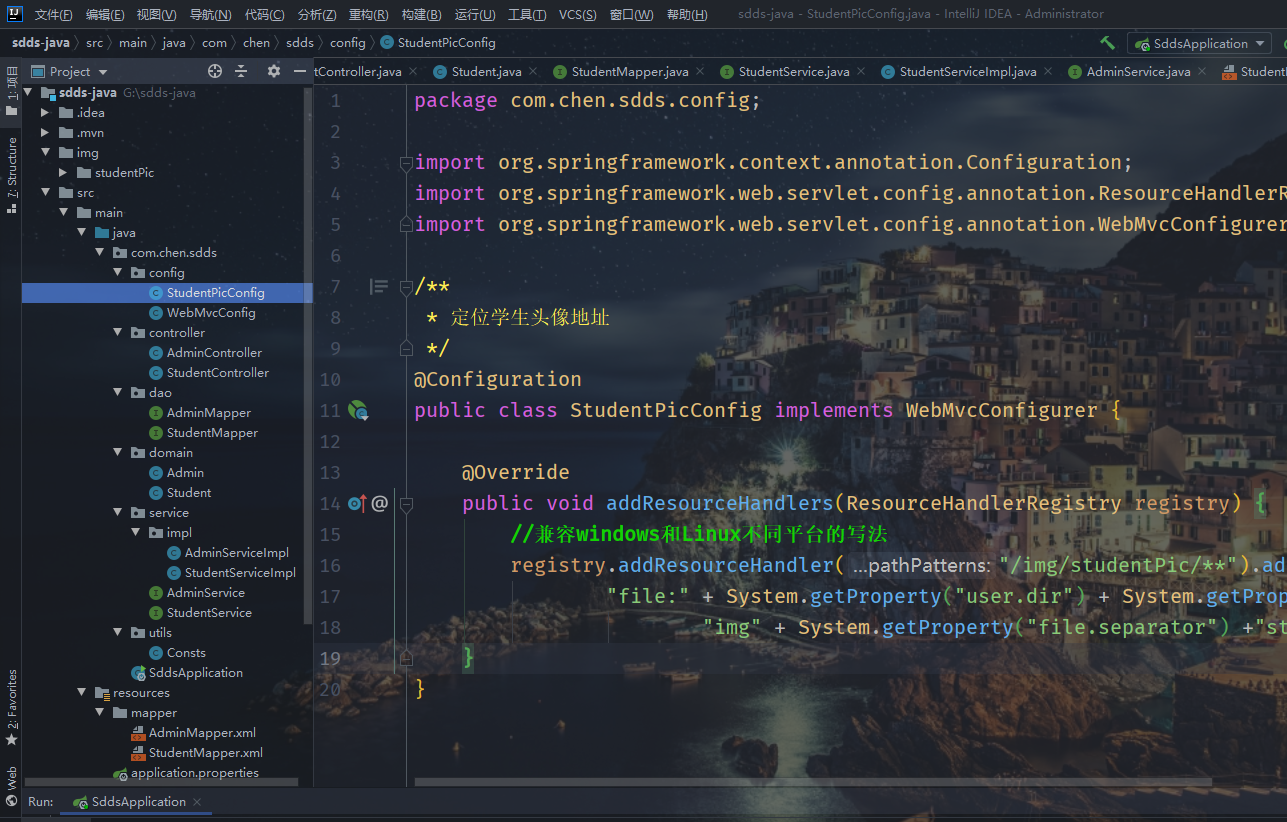 文件(F) 编辑(E) 视图(V) 导航(N) 代码(C) 分析(Z) 重构(R) 构建(B) 运行(U) 工具(T) VCS(S) 窗口(W) 帮助(H) sdds-java - StudentPicConfig.java - IntelliJ IDEA - Administrator
sdds-java src main java com chen sdds config StudentPicConfig SddsApplication
Project
tController.java Student.java StudentMapper.java StudentService.java StudentServiceImpl.java AdminService.java Student
1: 项目
7: Structure
2: Favorites
Web
sdds-java G:\sdds-java
.idea
.mvn
img
studentPic
src
main
java
com.chen.sdds
config
StudentPicConfig
WebMvcConfig
controller
AdminController
StudentController
dao
AdminMapper
StudentMapper
domain
Admin
Student
service
impl
AdminServiceImpl
StudentServiceImpl
AdminService
StudentService
utils
Consts
SddsApplication
resources
mapper
AdminMapper.xml
StudentMapper.xml
application.properties
1 package com.chen.sdds.config;
2
3 import org.springframework.context.annotation.Configuration;
4 import org.springframework.web.servlet.config.annotation.ResourceHandlerR
5 import org.springframework.web.servlet.config.annotation.WebMvcConfigurer
6
7 /**
8 * 定位学生头像地址
9 */
10 @Configuration
11 public class StudentPicConfig implements WebMvcConfigurer {
12
13 @Override
14 @ public void addResourceHandlers(ResourceHandlerRegistry registry) {
15 //兼容windows和Linux不同平台的写法
16 registry.addResourceHandler( ...pathPatterns: "/img/studentPic/**").ad
17 "file:" + System.getProperty("user.dir") + System.getProp
18 "img" + System.getProperty("file.separator") +"st
19 }
20 }
Run: SddsApplication